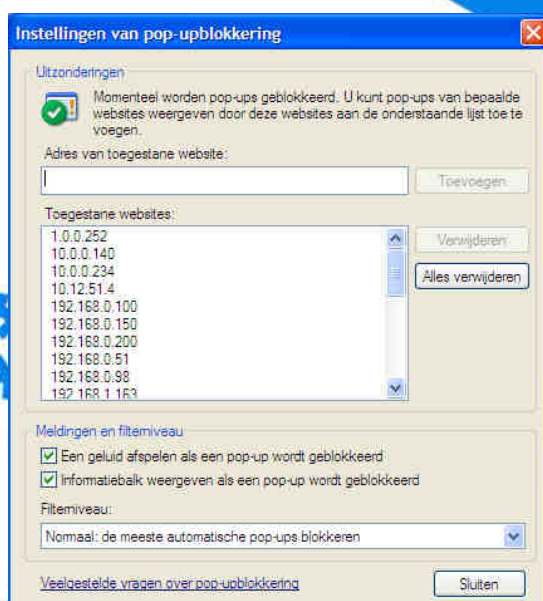 Instellingen van pop-upblokkering
Uitzonderingen
Momenteel worden pop-ups geblokkeerd. U kunt pop-ups van bepaalde
websites weergeven door deze websites aan de onderstaande lijst toe te
voegen.
Adres van toegestane website:
Toevoegen
Toegestane websites:
1.0.0.252
10.0.0.140
10.0.0.234
10.12.51.4
192.168.0.100
192.168.0.150
192.168.0.200
192.168.0.51
192.168.0.98
192.168.1.163
Verwijderen
Alles verwijderen
Meldingen en filterniveau
Een geluid afspelen als een pop-up wordt geblokkeerd
Informatiebalk weergeven als een pop-up wordt geblokkeerd
Filterniveau:
Normaal: de meeste automatische pop-ups blokkeren
Veelgestelde vragen over pop-upblokkering
Sluiten